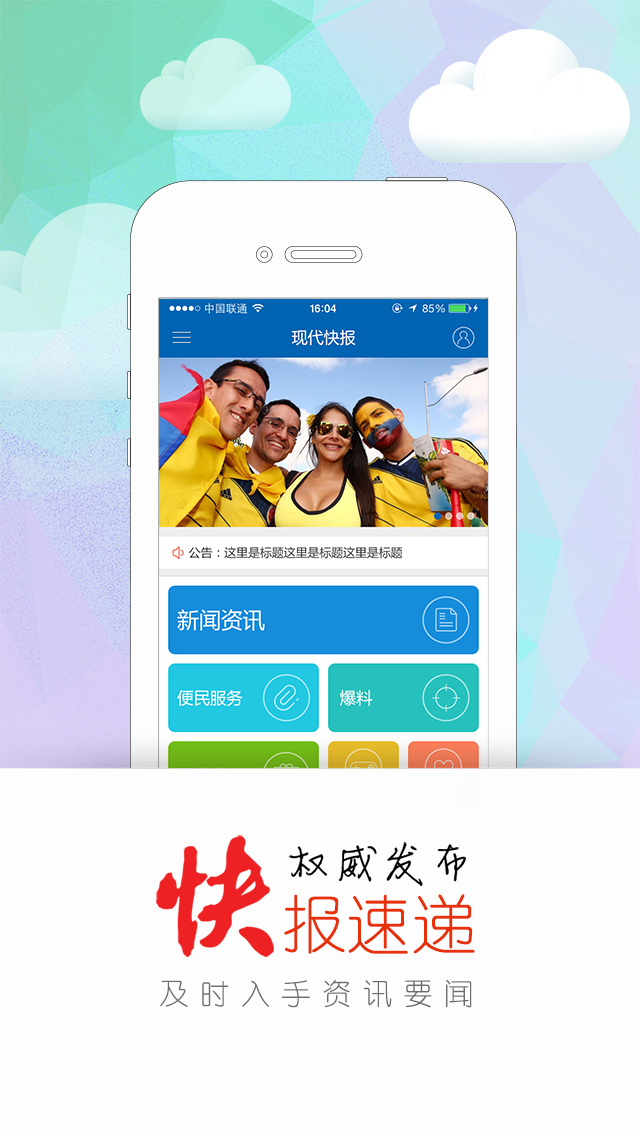 中国联通 16:04 85%
现代快报
公告：这里是标题这里是标题这里是标题
新闻资讯
便民服务 爆料
权威发布
快报速递
及时入手资讯要闻